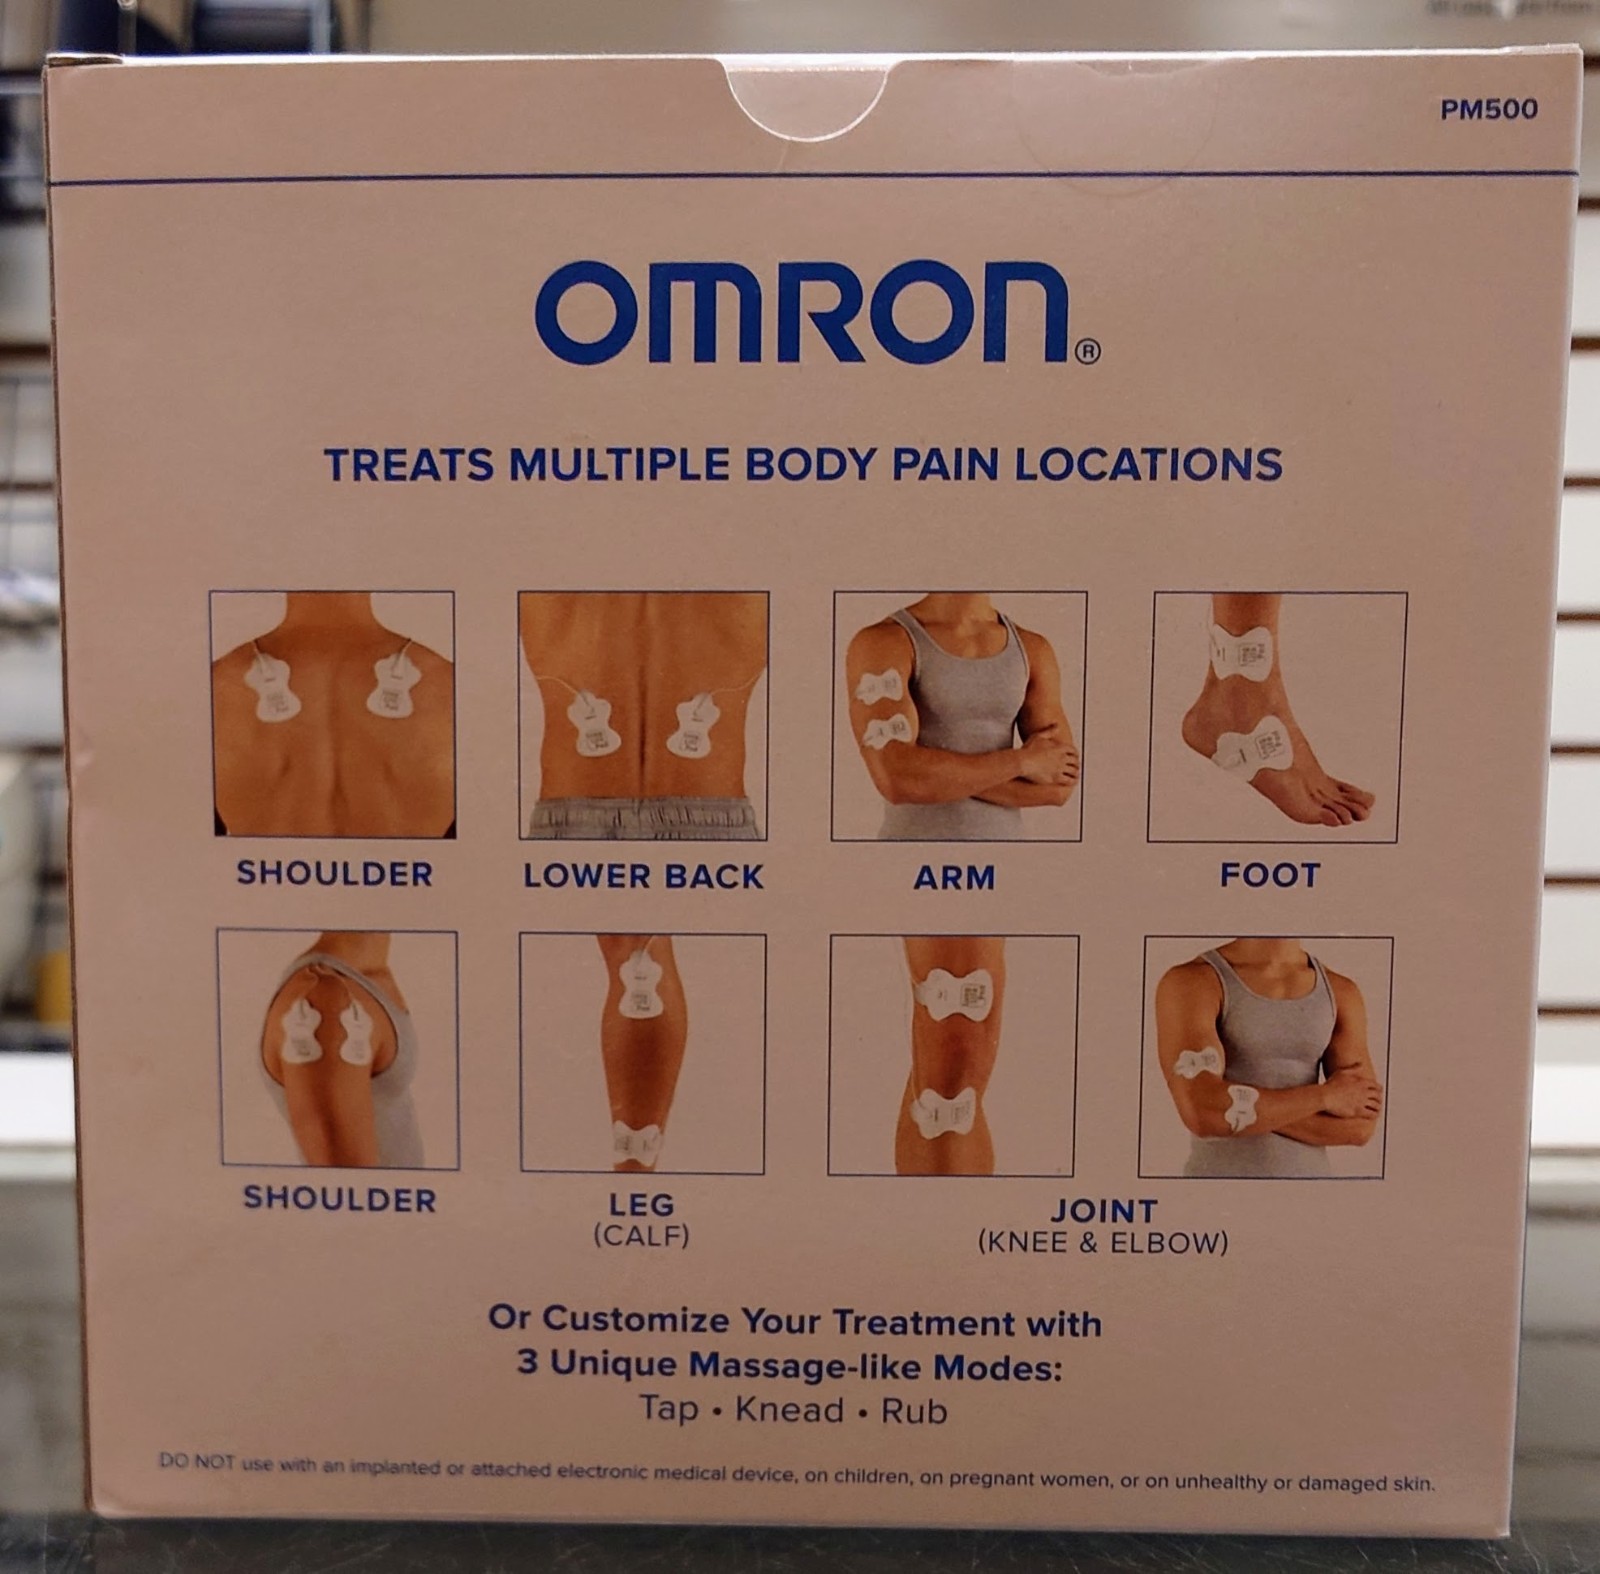 PM500
OMRON®
TREATS MULTIPLE BODY PAIN LOCATIONS
SHOULDER
LOWER BACK
ARM
FOOT
SHOULDER
LEG
(CALF)
JOINT
(KNEE & ELBOW)
Or Customize Your Treatment with
3 Unique Massage-like Modes:
Tap • Knead • Rub
DO NOT use with an implanted or attached electronic medical device, on children, on pregnant women, or on unhealthy or damaged skin.